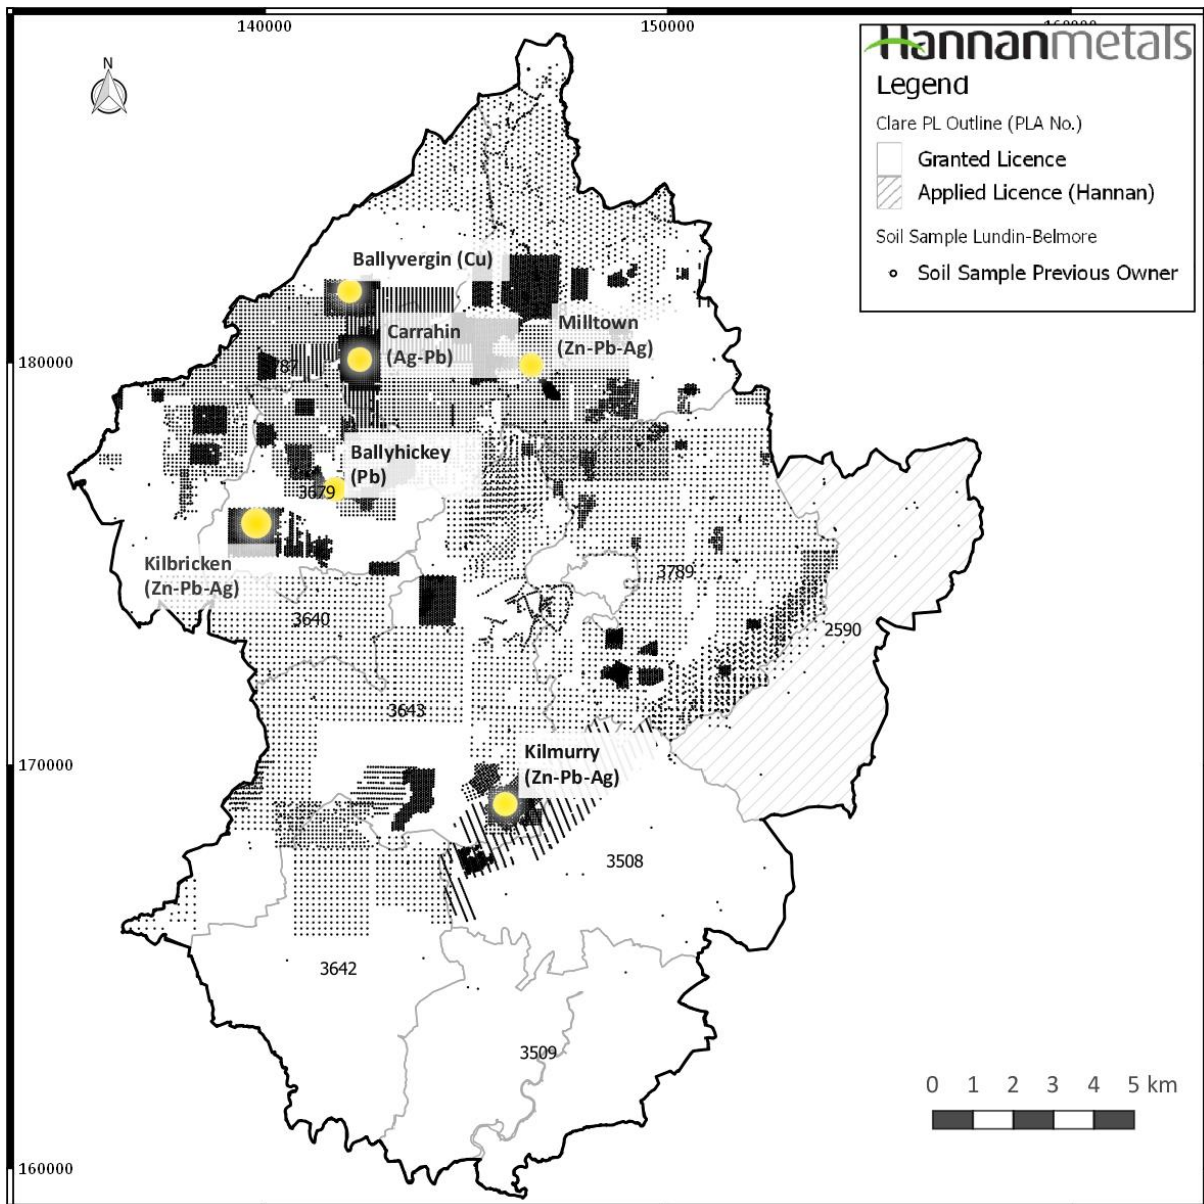 140000
150000
N
Hannanmetals
Legend
Clare PL Outline (PLA No.)
Granted Licence
Applied Licence (Hannan)
Soil Sample Lundin-Belmore
Soil Sample Previous Owner
Ballyvergin (Cu)
Carrahin
(Ag-Pb)
Milltown
(Zn-Pb-Ag)
180000
Ballyhickey
(Pb)
3679
Kilbricken
(Zn-Pb-Ag)
3789
3640
2590
3643
Kilmurry
(Zn-Pb-Ag)
170000
3508
3642
3509
0 1 2 3 4 5 km
160000